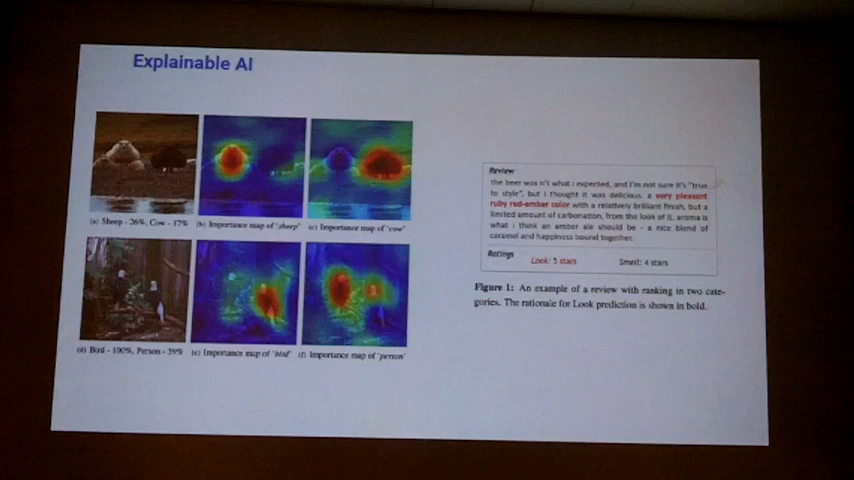 Explainable AI
(a) Sheep - 26%, Cow - 17%
(b) Importance map of 'sheep'
(c) Importance map of 'cow'
(d) Bird - 100%, Person - 39%
(e) Importance map of 'bird'
(f) Importance map of 'person'
Review
The beer was n't what i expected, and I'm not sure it's "true
to style", but i thought it was delicious. a very pleasant
ruby red-amber color with a relatively brilliant finish, but a
limited amount of carbonation, from the look of it. aroma is
what i think an amber ale should be - a nice blend of
caramel and happiness bound together.
Ratings
Look: 5 stars
Smell: 4 stars
Figure 1: An example of a review with ranking in two cate-
gories. The rationale for Look prediction is shown in bold.